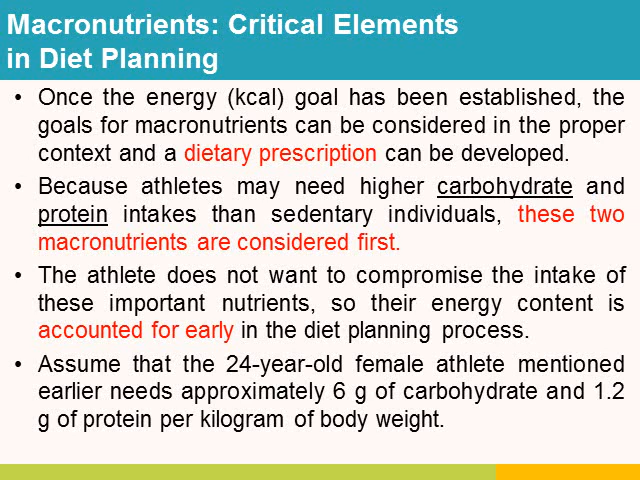 Macronutrients: Critical Elements
in Diet Planning
• Once the energy (kcal) goal has been established, the
goals for macronutrients can be considered in the proper
context and a dietary prescription can be developed.
• Because athletes may need higher carbohydrate and
protein intakes than sedentary individuals, these two
macronutrients are considered first.
• The athlete does not want to compromise the intake of
these important nutrients, so their energy content is
accounted for early in the diet planning process.
• Assume that the 24-year-old female athlete mentioned
earlier needs approximately 6 g of carbohydrate and 1.2
g of protein per kilogram of body weight.